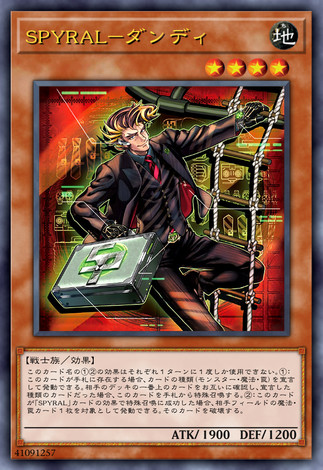 SPYRAL－ダンディ
地
【戦士族／効果】
このカード名の①②の効果はそれぞれ1ターンに1度しか使用できない。①：
このカードが手札に存在する場合、カードの種類(モンスター・魔法・罠)を宣言
して発動できる。相手のデッキの一番上のカードをお互いに確認し、宣言した
種類のカードだった場合、このカードを手札から特殊召喚する。②：このカード
が「SPYRAL」カードの効果で特殊召喚に成功した場合、相手フィールドの魔法・
罠カード1枚を対象として発動できる。そのカードを破壊する。
ATK/1900 DEF/1200
41091257